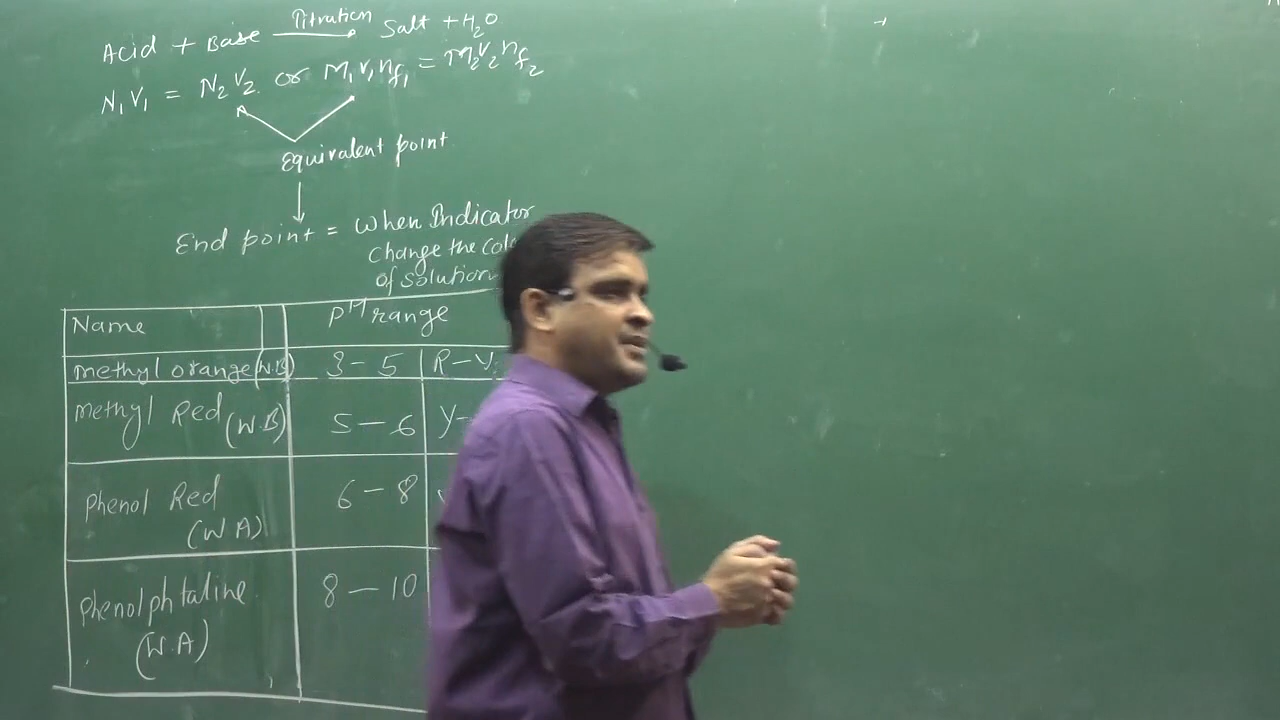 Acid + Base Titration Salt + H₂O
N₁V₁ = N₂V₂ or M₁V₁nf₁ = M₂V₂nf₂
Equivalent point
End point = when Indicator
change the
of solution
Name pH range
methyl orange (W.B) 3-5 R-Y
Methyl Red (W.B) 5-6 Y-
Phenol Red 6-8
(W.A)
Phenolphtaline 8-10
(W.A)